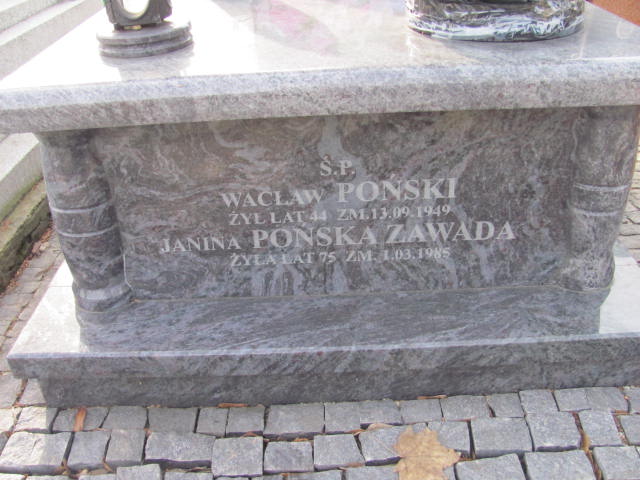 Ś.P.
WACŁAW POŃSKI
ŻYŁ LAT 44 ZM.13.09.1949
JANINA POŃSKA ZAWADA
ŻYŁA LAT 75 ZM. 1.03.1985